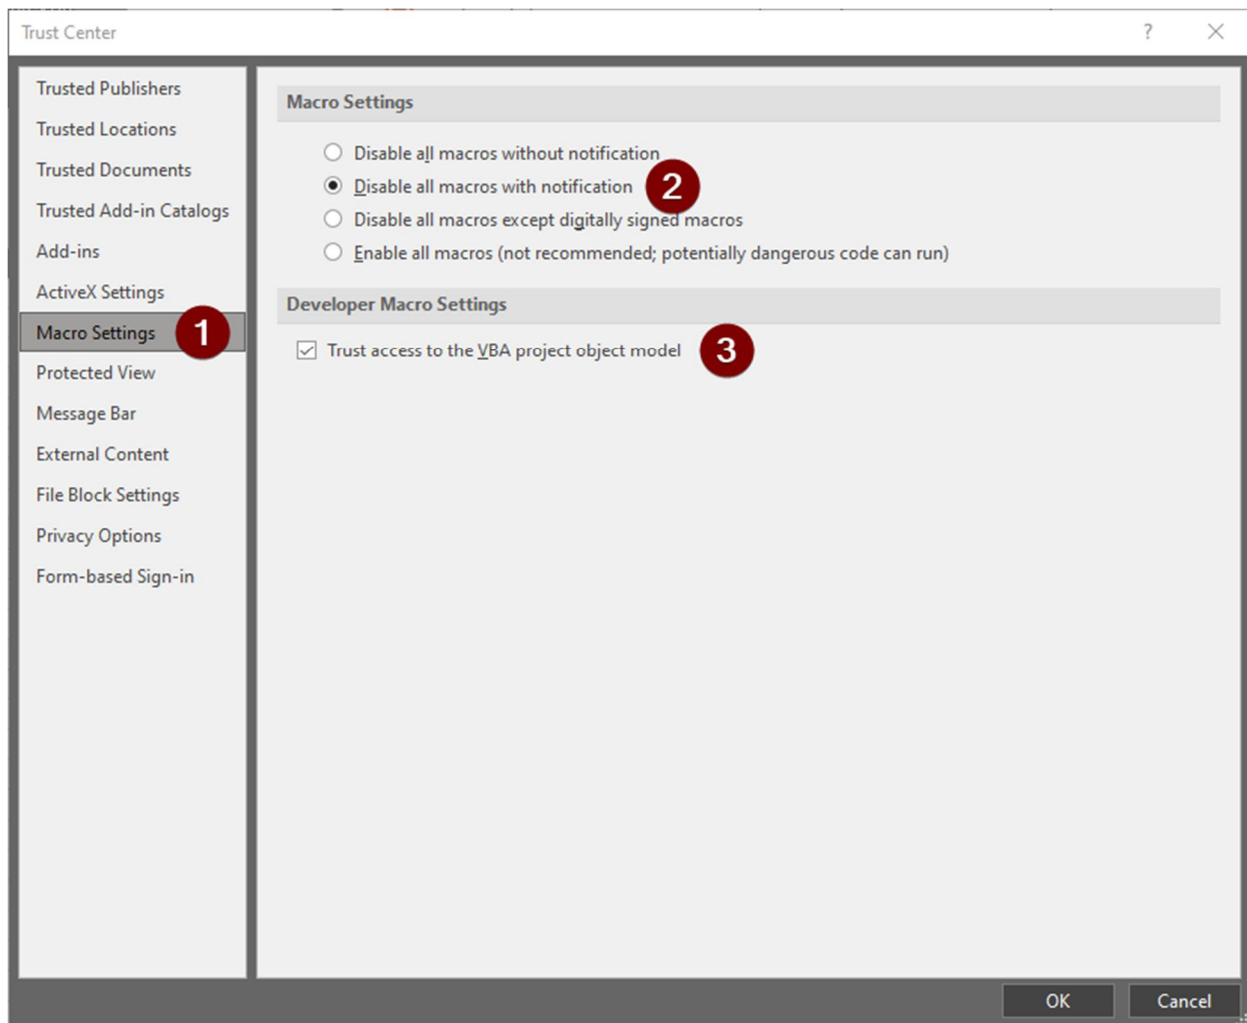 Trust Center
?
Trusted Publishers
Trusted Locations
Trusted Documents
Trusted Add-in Catalogs
Add-ins
ActiveX Settings
Macro Settings 1
Protected View
Message Bar
External Content
File Block Settings
Privacy Options
Form-based Sign-in
Macro Settings
Disable all macros without notification
Disable all macros with notification 2
Disable all macros except digitally signed macros
Enable all macros (not recommended; potentially dangerous code can run)
Developer Macro Settings
Trust access to the VBA project object model 3
OK
Cancel